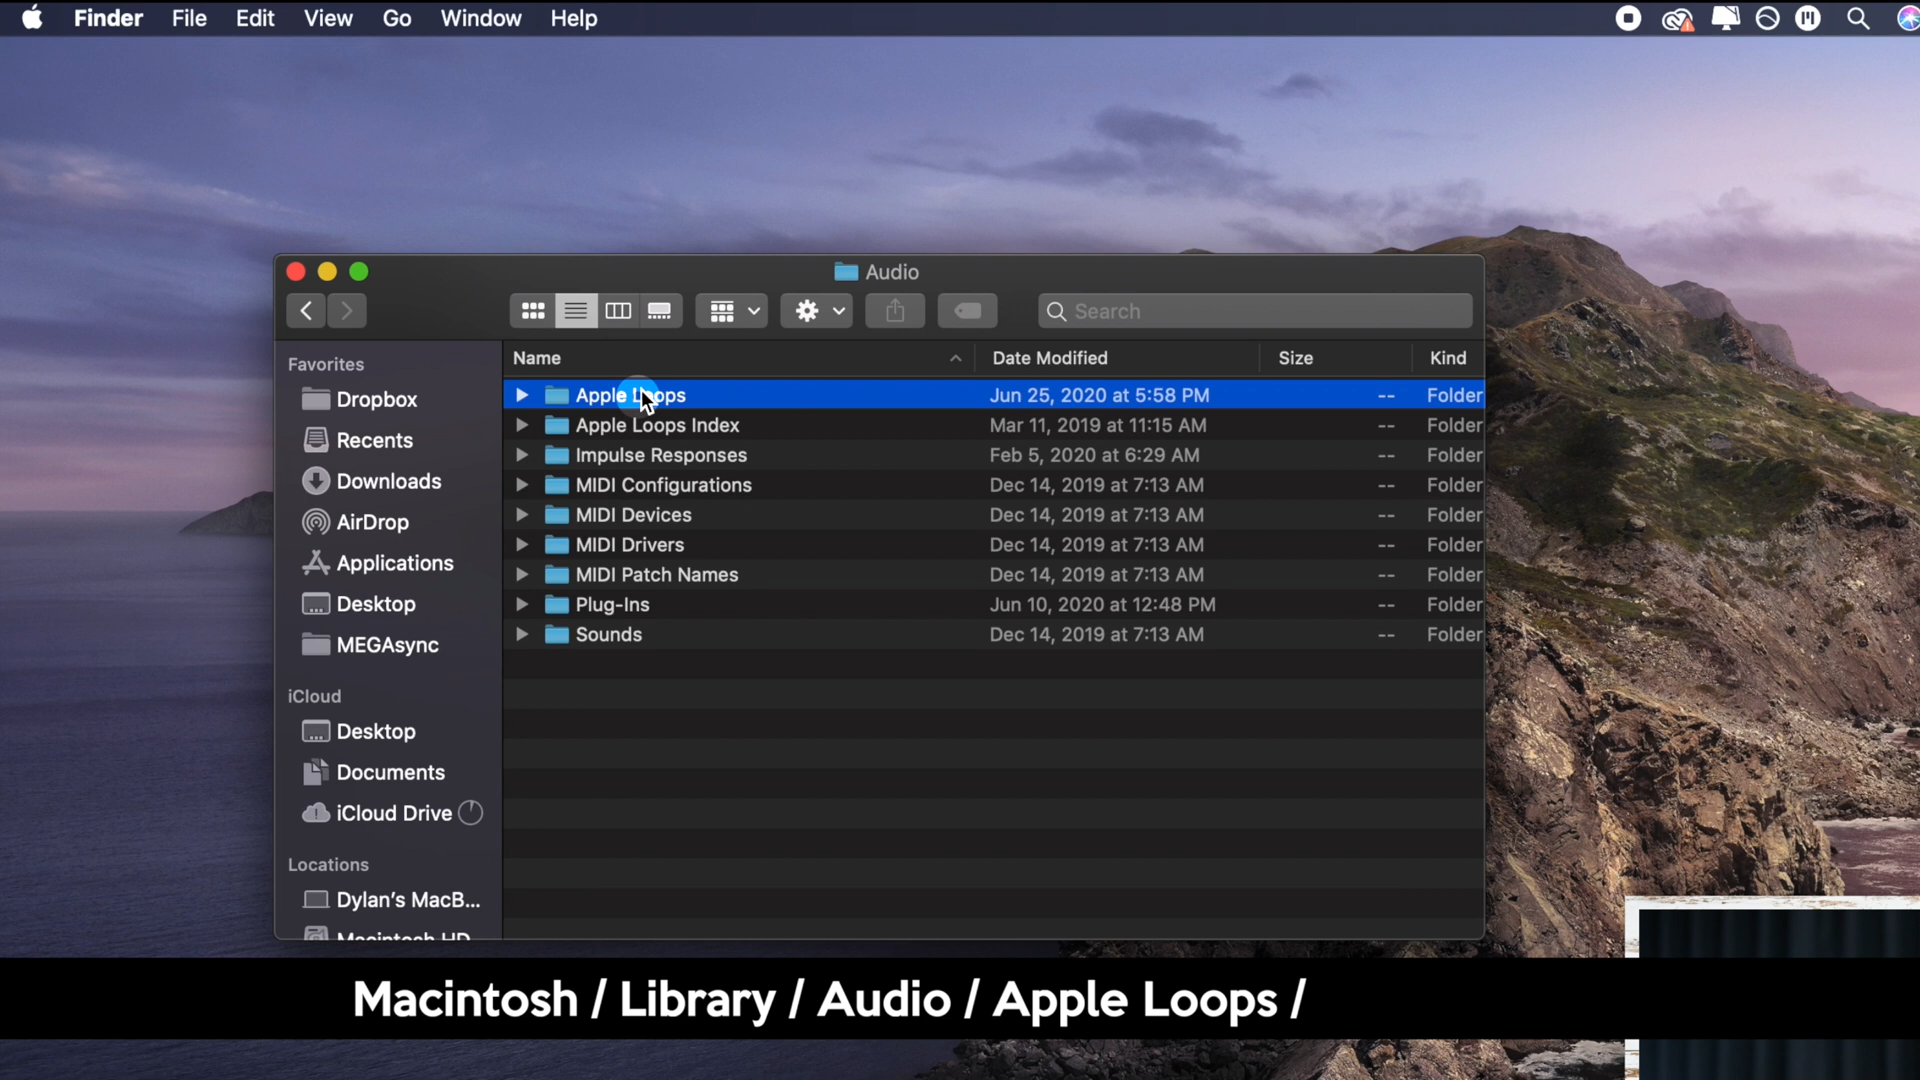 Finder File Edit View Go Window Help
Audio
Search
Favorites
Dropbox
Recents
Downloads
AirDrop
Applications
Desktop
MEGAsync
iCloud
Desktop
Documents
iCloud Drive
Locations
Dylan's MacB...
Macintosh HD
Name Date Modified Size Kind
Apple Loops Jun 25, 2020 at 5:58 PM -- Folder
Apple Loops Index Mar 11, 2019 at 11:15 AM -- Folder
Impulse Responses Feb 5, 2020 at 6:29 AM -- Folder
MIDI Configurations Dec 14, 2019 at 7:13 AM -- Folder
MIDI Devices Dec 14, 2019 at 7:13 AM -- Folder
MIDI Drivers Dec 14, 2019 at 7:13 AM -- Folder
MIDI Patch Names Dec 14, 2019 at 7:13 AM -- Folder
Plug-Ins Jun 10, 2020 at 12:48 PM -- Folder
Sounds Dec 14, 2019 at 7:13 AM -- Folder
Macintosh / Library / Audio / Apple Loops /